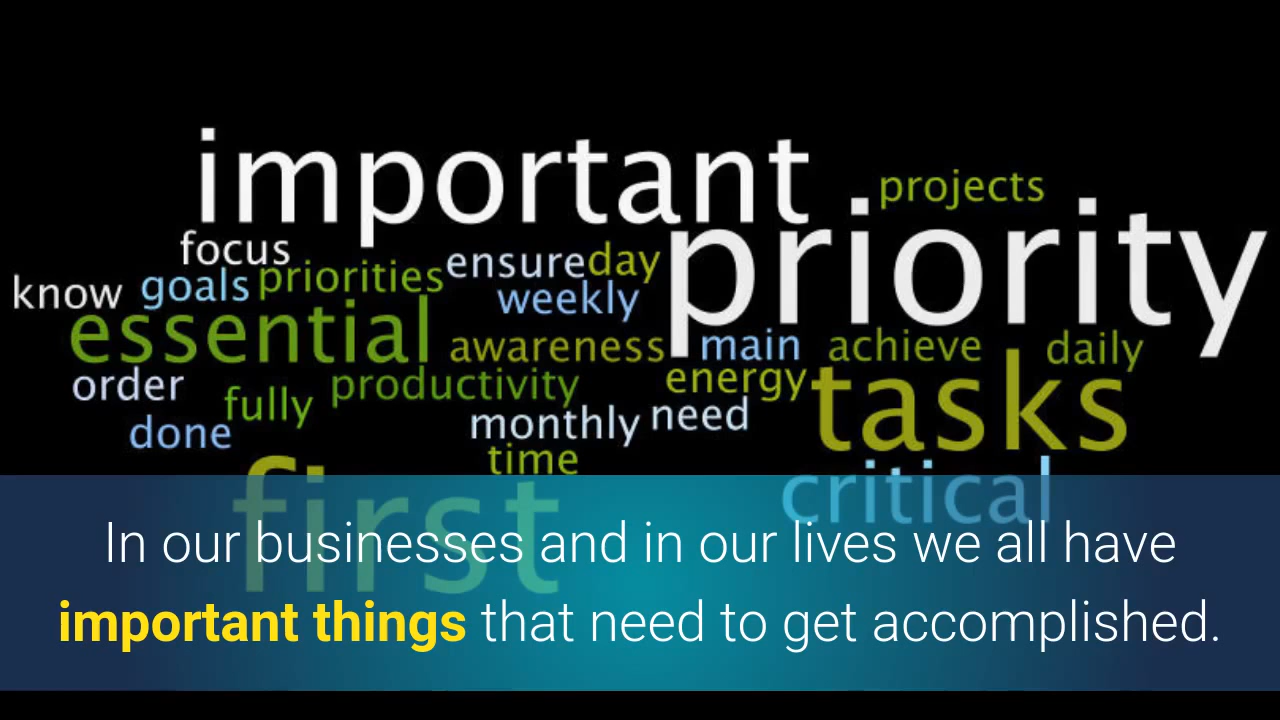 important
projects
priority
focus
ensure day
know goals priorities
weekly
essential
awareness main achieve daily
order fully productivity
energy tasks
done monthly need
time
first critical
In our businesses and in our lives we all have
important things that need to get accomplished.